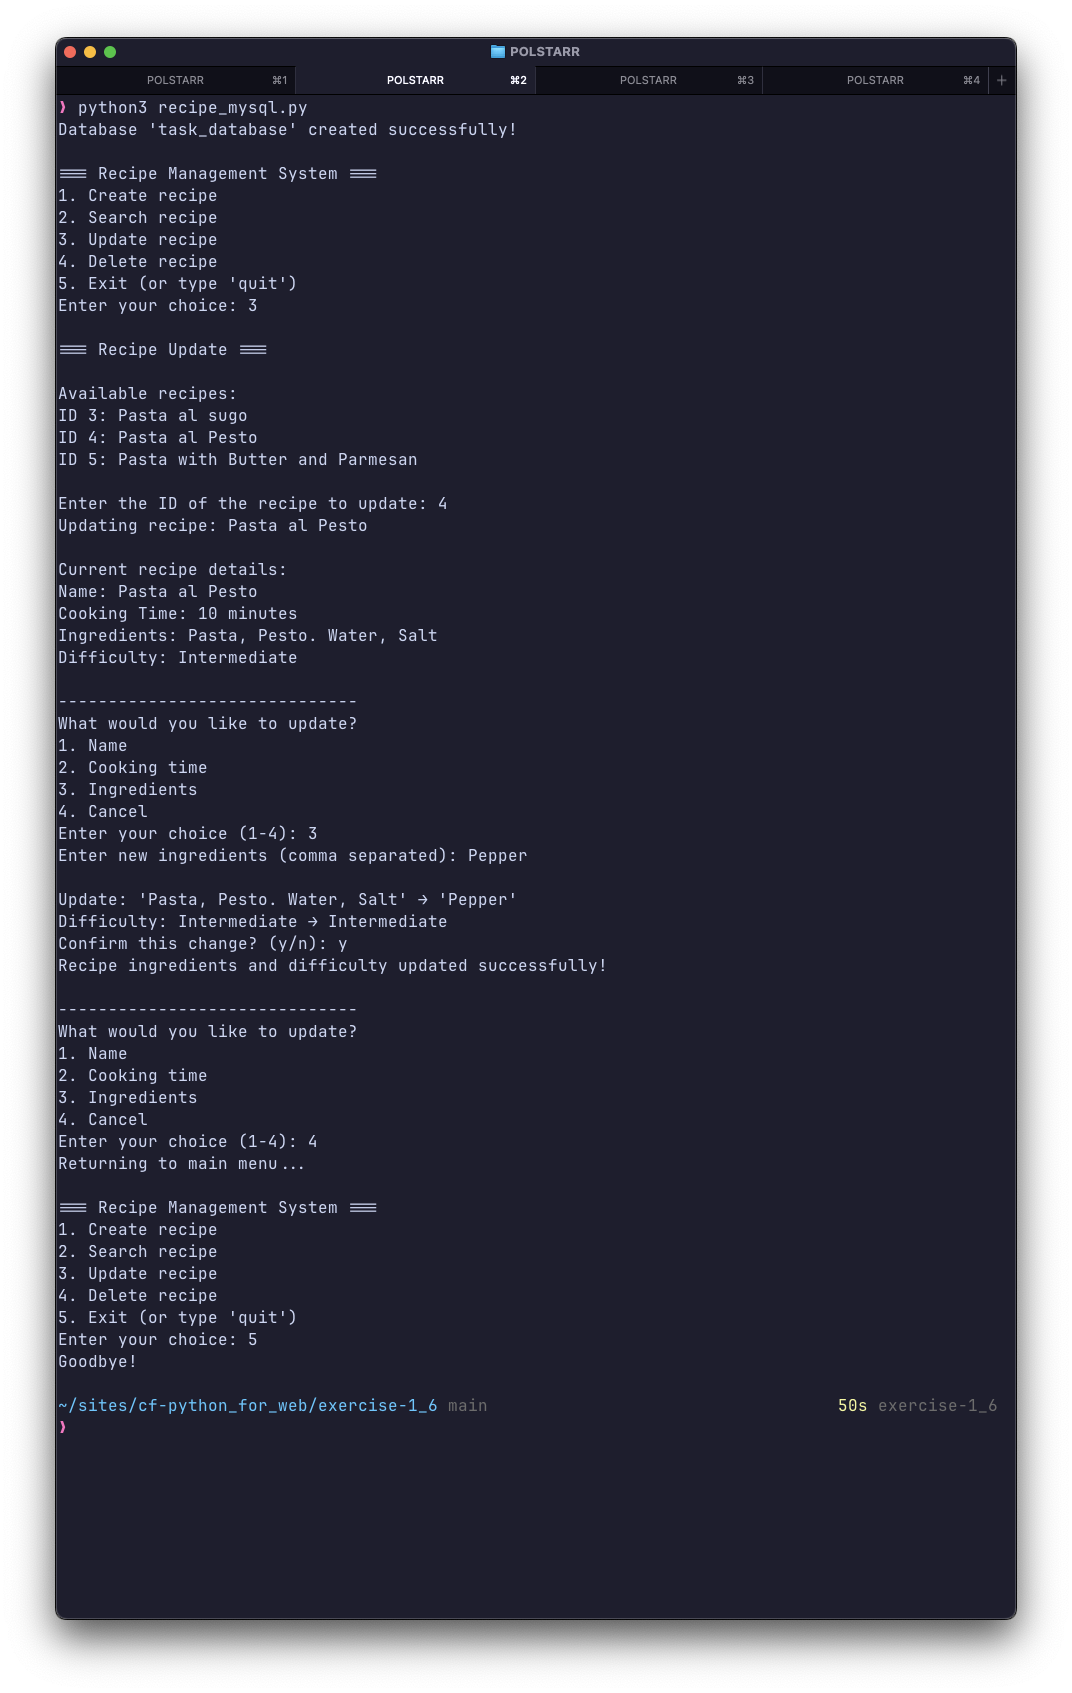 POLSTARR
POLSTARR ⌘1 POLSTARR ⌘2 POLSTARR ⌘3 POLSTARR ⌘4 +
❯ python3 recipe_mysql.py
Database 'task_database' created successfully!
=== Recipe Management System ===
1. Create recipe
2. Search recipe
3. Update recipe
4. Delete recipe
5. Exit (or type 'quit')
Enter your choice: 3
=== Recipe Update ===
Available recipes:
ID 3: Pasta al sugo
ID 4: Pasta al Pesto
ID 5: Pasta with Butter and Parmesan
Enter the ID of the recipe to update: 4
Updating recipe: Pasta al Pesto
Current recipe details:
Name: Pasta al Pesto
Cooking Time: 10 minutes
Ingredients: Pasta, Pesto. Water, Salt
Difficulty: Intermediate
------------------------------
What would you like to update?
1. Name
2. Cooking time
3. Ingredients
4. Cancel
Enter your choice (1-4): 3
Enter new ingredients (comma separated): Pepper
Update: 'Pasta, Pesto. Water, Salt' → 'Pepper'
Difficulty: Intermediate → Intermediate
Confirm this change? (y/n): y
Recipe ingredients and difficulty updated successfully!
------------------------------
What would you like to update?
1. Name
2. Cooking time
3. Ingredients
4. Cancel
Enter your choice (1-4): 4
Returning to main menu...
=== Recipe Management System ===
1. Create recipe
2. Search recipe
3. Update recipe
4. Delete recipe
5. Exit (or type 'quit')
Enter your choice: 5
Goodbye!
~/sites/cf-python_for_web/exercise-1_6 main 50s exercise-1_6
❯